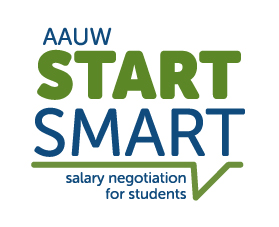 AAUW
START
SMART
salary negotiation
for students